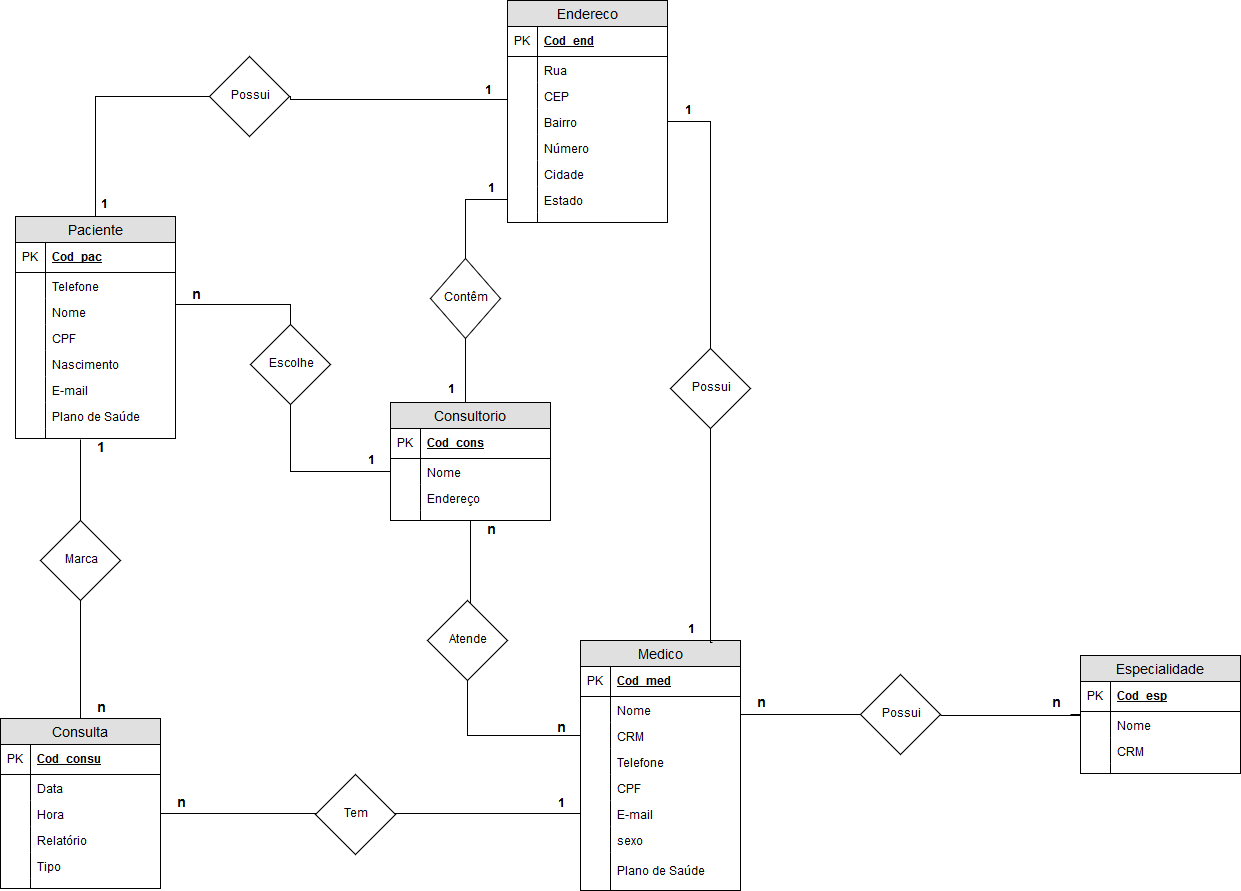 Endereco
PK Cod_end
Rua
CEP
Bairro
Número
Cidade
Estado
Possui
1
1
1
1
Paciente
PK Cod_pac
Telefone
Nome
CPF
Nascimento
E-mail
Plano de Saúde
n
Contém
Escolhe
1
Possui
1
Consultorio
PK Cod_cons
Nome
Endereço
1
n
Marca
Atende
1
Medico
PK Cod_med
Nome
CRM
Telefone
CPF
E-mail
sexo
Plano de Saúde
n
n
Possui
n
Especialidade
PK Cod_esp
Nome
CRM
n
Consulta
PK Cod_consu
Data
Hora
Relatório
Tipo
n
Tem
1